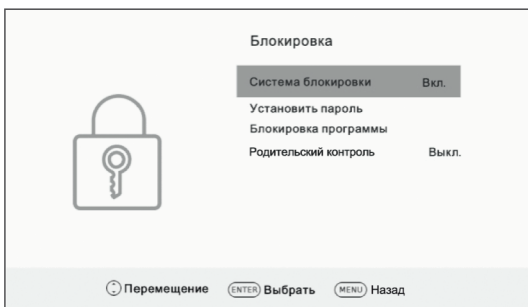 Блокировка
Система блокировки Вкл.
Установить пароль
Блокировка программы
Родительский контроль Выкл.
Перемещение ENTER Выбрать MENU Назад